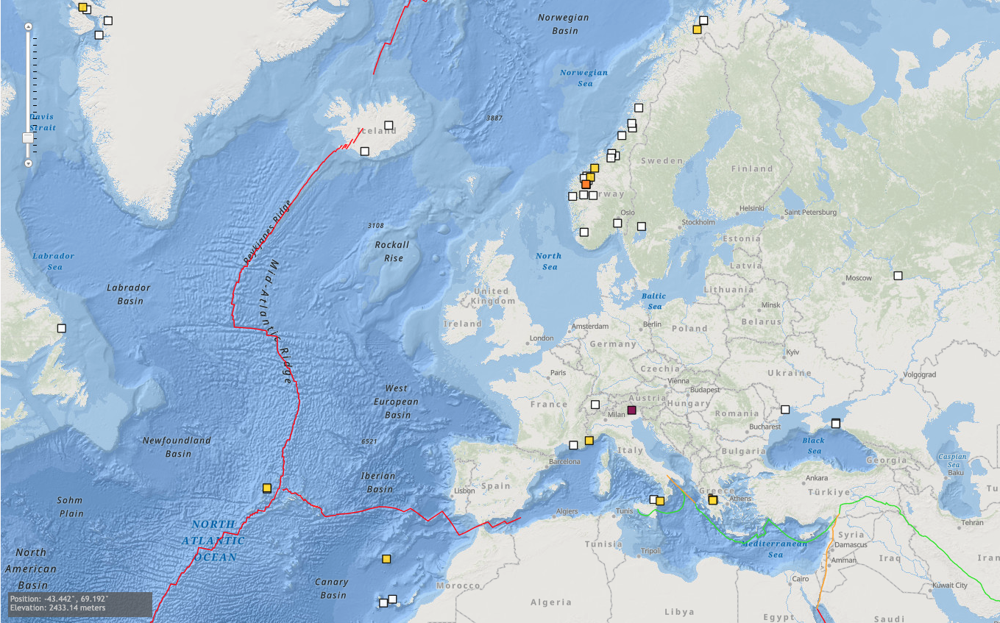 Norwegian
Basin
Norwegian
Sea
3887
Davis
Strait
Iceland
Sweden
Finland
Norway
Oslo
Helsinki
Saint Petersburg
Stockholm
Estonia
Reykjanes Ridge
3108
Rockall
Rise
North
Sea
Labrador
Sea
Latvia
Moscow
Mid-Atlantic Ridge
Labrador
Basin
Lithuania
United
Kingdom
Baltic
Sea
Minsk
Belarus
Ireland
Amsterdam
Berlin
Poland
London
Germany
Kyiv
Czechia
Paris
Ukraine
Volgograd
Vienna
Budapest
West
European
Basin
France
Austria
Hungary
Milan
Romania
Bucharest
6521
Newfoundland
Basin
Black
Sea
Italy
Bulgaria
Georgia
Caspian
Sea
Barcelona
Baku
Iberian
Basin
Ankara
Lisbon
Spain
Greece
Türkiye
Athens
Sohm
Plain
Algiers
Tunis
Tehran
NORTH
ATLANTIC
OCEAN
Syria
Mediterranean
Sea
Tunisia
Tripoli
Damascus
Amman
Iraq
Iran
North
American
Basin
Cairo
Canary
Basin
Morocco
Kuwait City
Position: -43.442°, 69.192°
Elevation: 2433.14 meters
Algeria
Libya
Egypt
Saudi